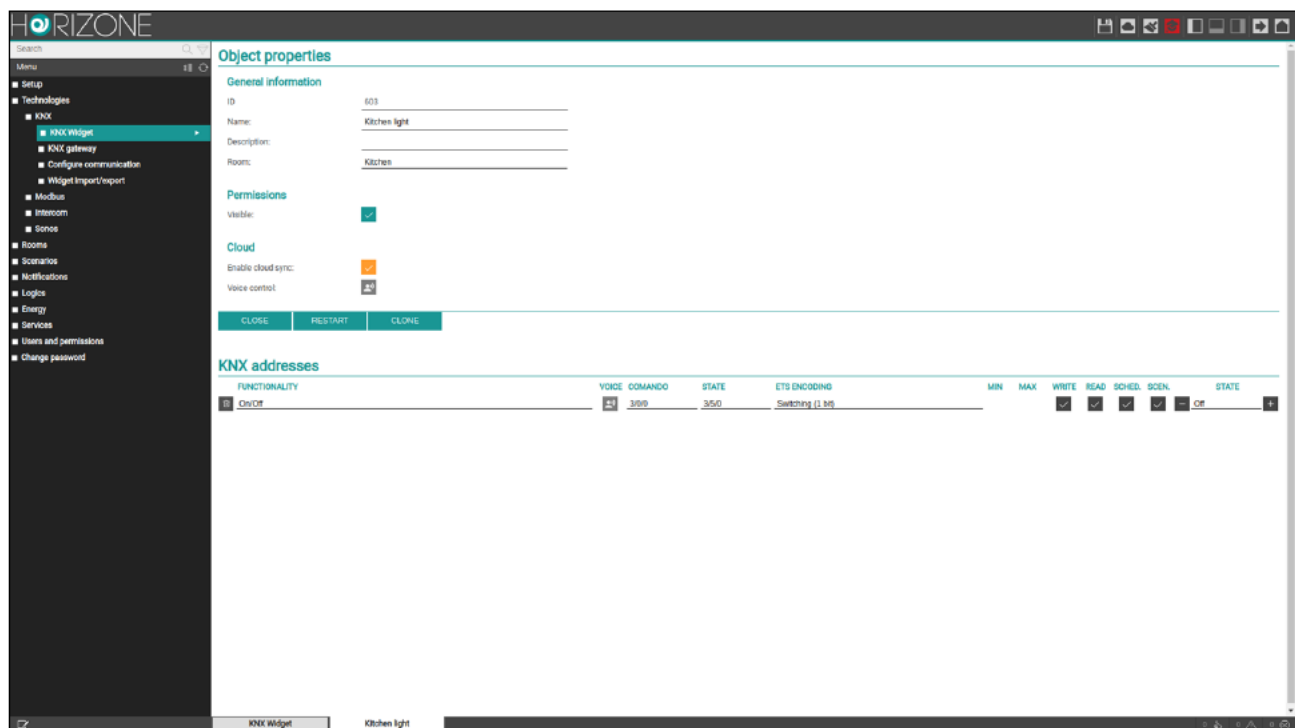 HORIZONE
Search
Menu
Setup
Technologies
KNX
KNX Widget
KNX gateway
Configure communication
Widget import/export
Modbus
Intercom
Sonos
Rooms
Scenarios
Notifications
Logics
Energy
Services
Users and permissions
Change password
Object properties
General information
ID 603
Name: Kitchen light
Description:
Room: Kitchen
Permissions
Visible:
Cloud
Enable cloud sync:
Voice control:
CLOSE RESTART CLONE
KNX addresses
FUNCTIONALITY VOICE COMANDO STATE ETS ENCODING MIN MAX WRITE READ SCHED. SCEN. STATE
On/Off 3/0/0 3/5/0 Switching (1 bit) Off
KNX Widget Kitchen light
0 0 0